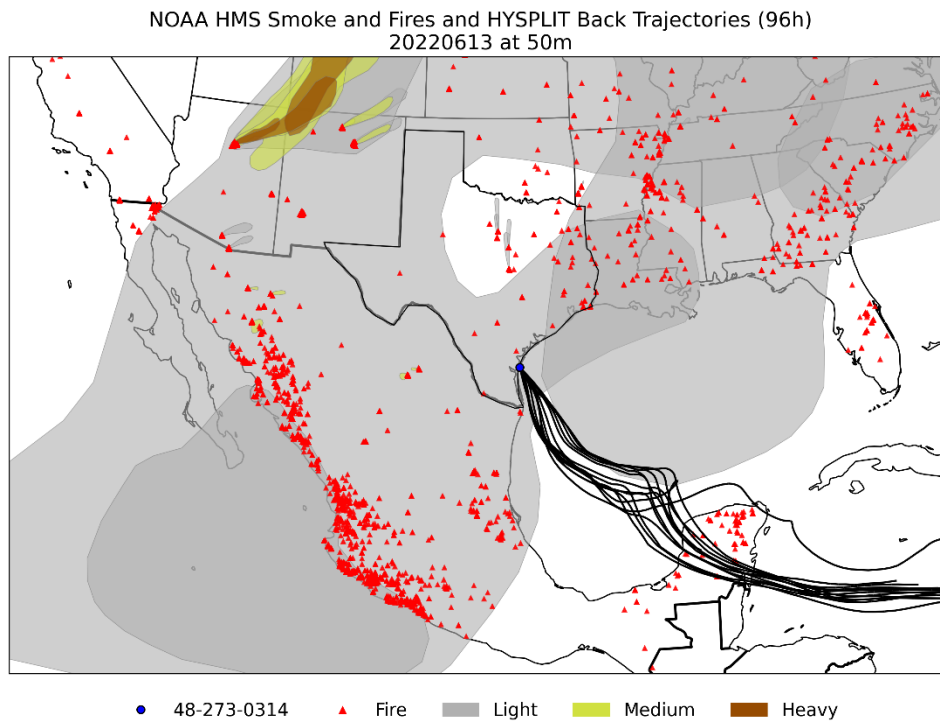 NOAA HMS Smoke and Fires and HYSPLIT Back Trajectories (96h)
20220613 at 50m
48-273-0314 Fire Light Medium Heavy